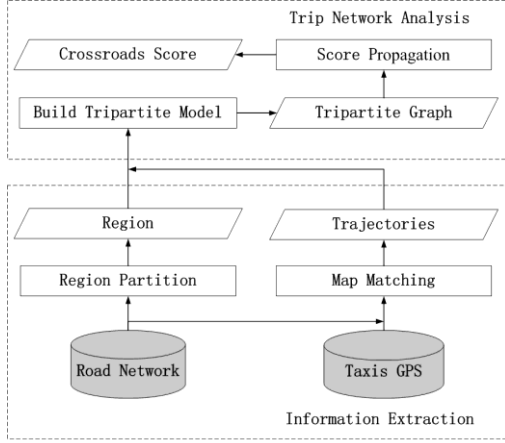 Trip Network Analysis
Crossroads Score
Score Propagation
Build Tripartite Model
Tripartite Graph
Region
Trajectories
Region Partition
Map Matching
Road Network
Taxis GPS
Information Extraction